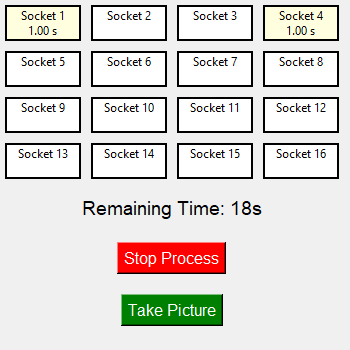 Socket 1
1.00 s
Socket 2
Socket 3
Socket 4
1.00 s
Socket 5
Socket 6
Socket 7
Socket 8
Socket 9
Socket 10
Socket 11
Socket 12
Socket 13
Socket 14
Socket 15
Socket 16
Remaining Time: 18s
Stop Process
Take Picture